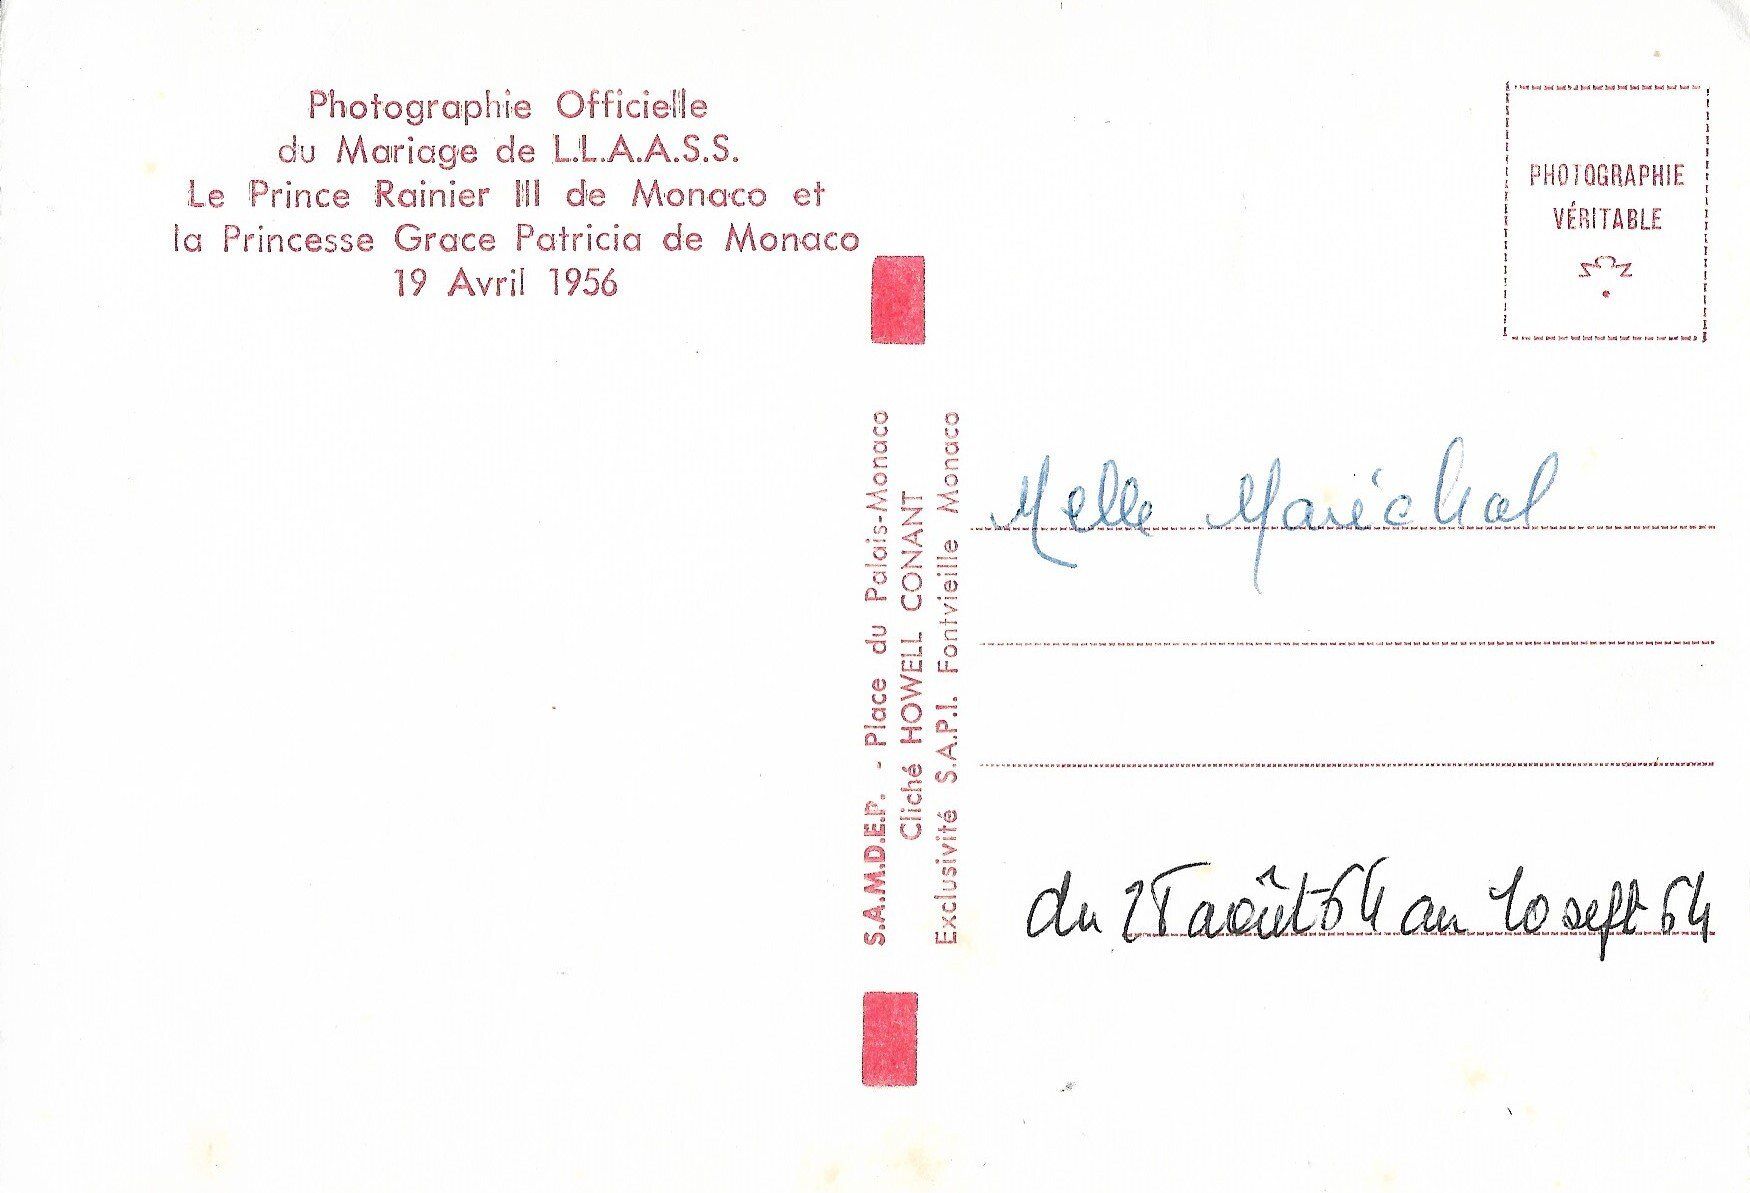 Photographie Officielle
du Mariage de L.L.A.A.S.S.
Le Prince Rainier III de Monaco et
la Princesse Grace Patricia de Monaco
19 Avril 1956
S.A.M.D.E.P. - Place du Palais-Monaco
Cliché HOWELL CONANT
Exclusivité S.A.P.I. Fontvieille Monaco
PHOTOGRAPHIE
VÉRITABLE
Melle Maréchal
du août 64 au 10 sept 64